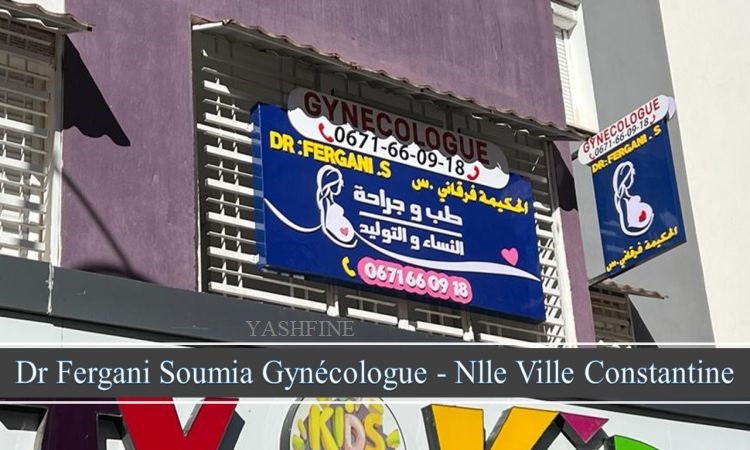 GYNECOLOGUE
0671-66-09-18
DR:FERGANI.S
الحكيمة فرقاني .س
طب و جراحة
النساء و التوليد
0671 66 09 18
GYNECOLOGUE
0671-66-09-18
DR:FERGANI-S
الحكيمة فرقاني .س
YASHFINE
Dr Fergani Soumia Gynécologue - Nlle Ville Constantine
KiDS